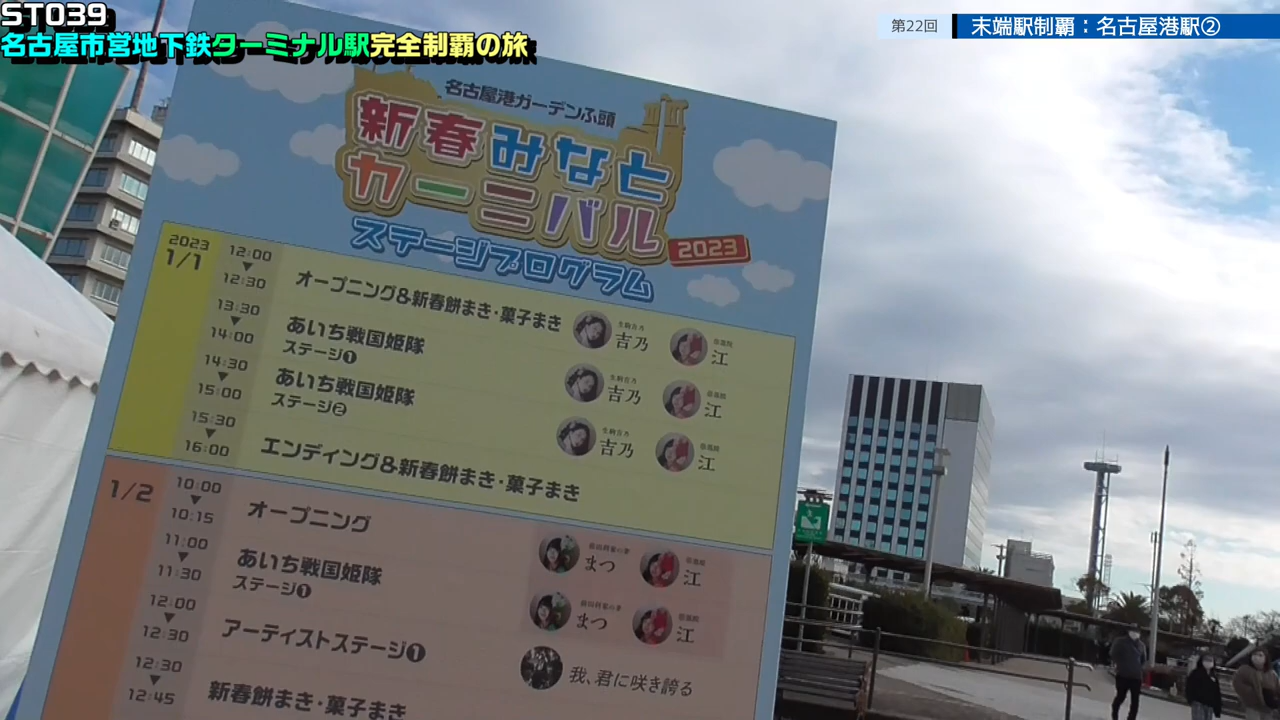 ST039
名古屋市営地下鉄ターミナル駅完全制覇の旅
第22回
末端駅制覇：名古屋港駅②
名古屋港ガーデンふ頭
新春みなと
カーニバル
2023
ステージプログラム
2023
1/1
12:00
▼
12:30
オープニング&新春餅まき・菓子まき
吉乃
江
13:30
▼
14:00
あいち戦国姫隊
ステージ❶
吉乃
江
14:30
▼
15:00
あいち戦国姫隊
ステージ❷
吉乃
江
15:30
▼
16:00
エンディング&新春餅まき・菓子まき
1/2
10:00
▼
10:15
オープニング
まつ
江
11:00
▼
11:30
あいち戦国姫隊
ステージ❶
まつ
江
12:00
▼
12:30
アーティストステージ❶
我、君に咲き誇る
12:30
▼
12:45
新春餅まき・菓子まき